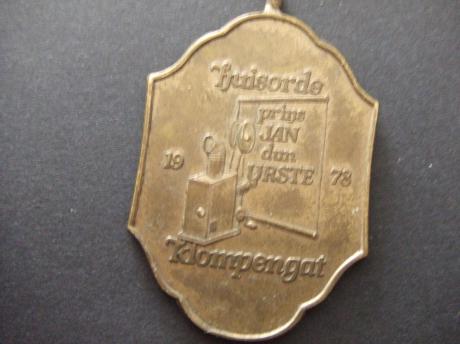 Huisorde
prins
JAN
dun
URSTE
19 78
Klompengat